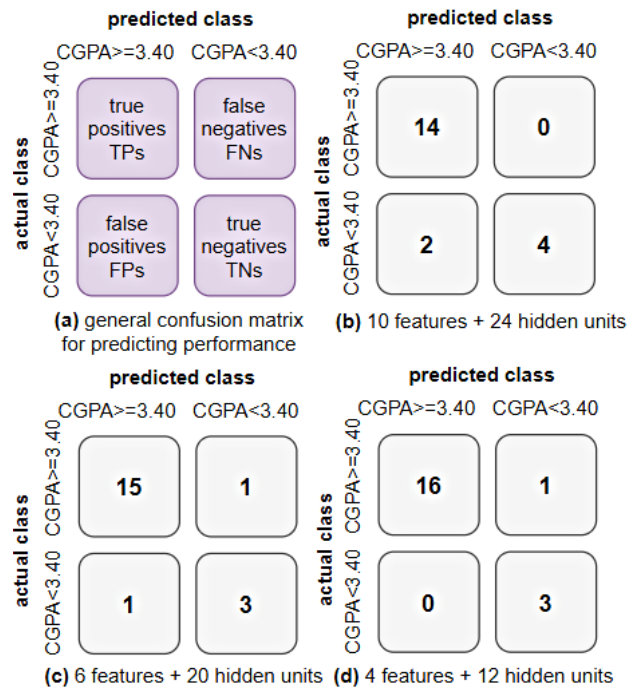 predicted class
CGPA>=3.40 CGPA<3.40
actual class
CGPA>=3.40
CGPA<3.40
true
positives
TPs
false
negatives
FNs
false
positives
FPs
true
negatives
TNs
(a) general confusion matrix
for predicting performance
predicted class
CGPA>=3.40 CGPA<3.40
actual class
CGPA>=3.40
CGPA<3.40
14 0
2 4
(b) 10 features + 24 hidden units
predicted class
CGPA>=3.40 CGPA<3.40
actual class
CGPA>=3.40
CGPA<3.40
15 1
1 3
(c) 6 features + 20 hidden units
predicted class
CGPA>=3.40 CGPA<3.40
actual class
CGPA>=3.40
CGPA<3.40
16 1
0 3
(d) 4 features + 12 hidden units